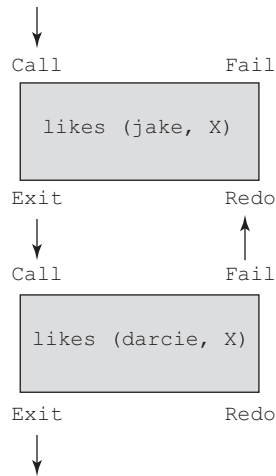 Call Fail
likes (jake, X)
Exit Redo
Call Fail
likes (darcie, X)
Exit Redo